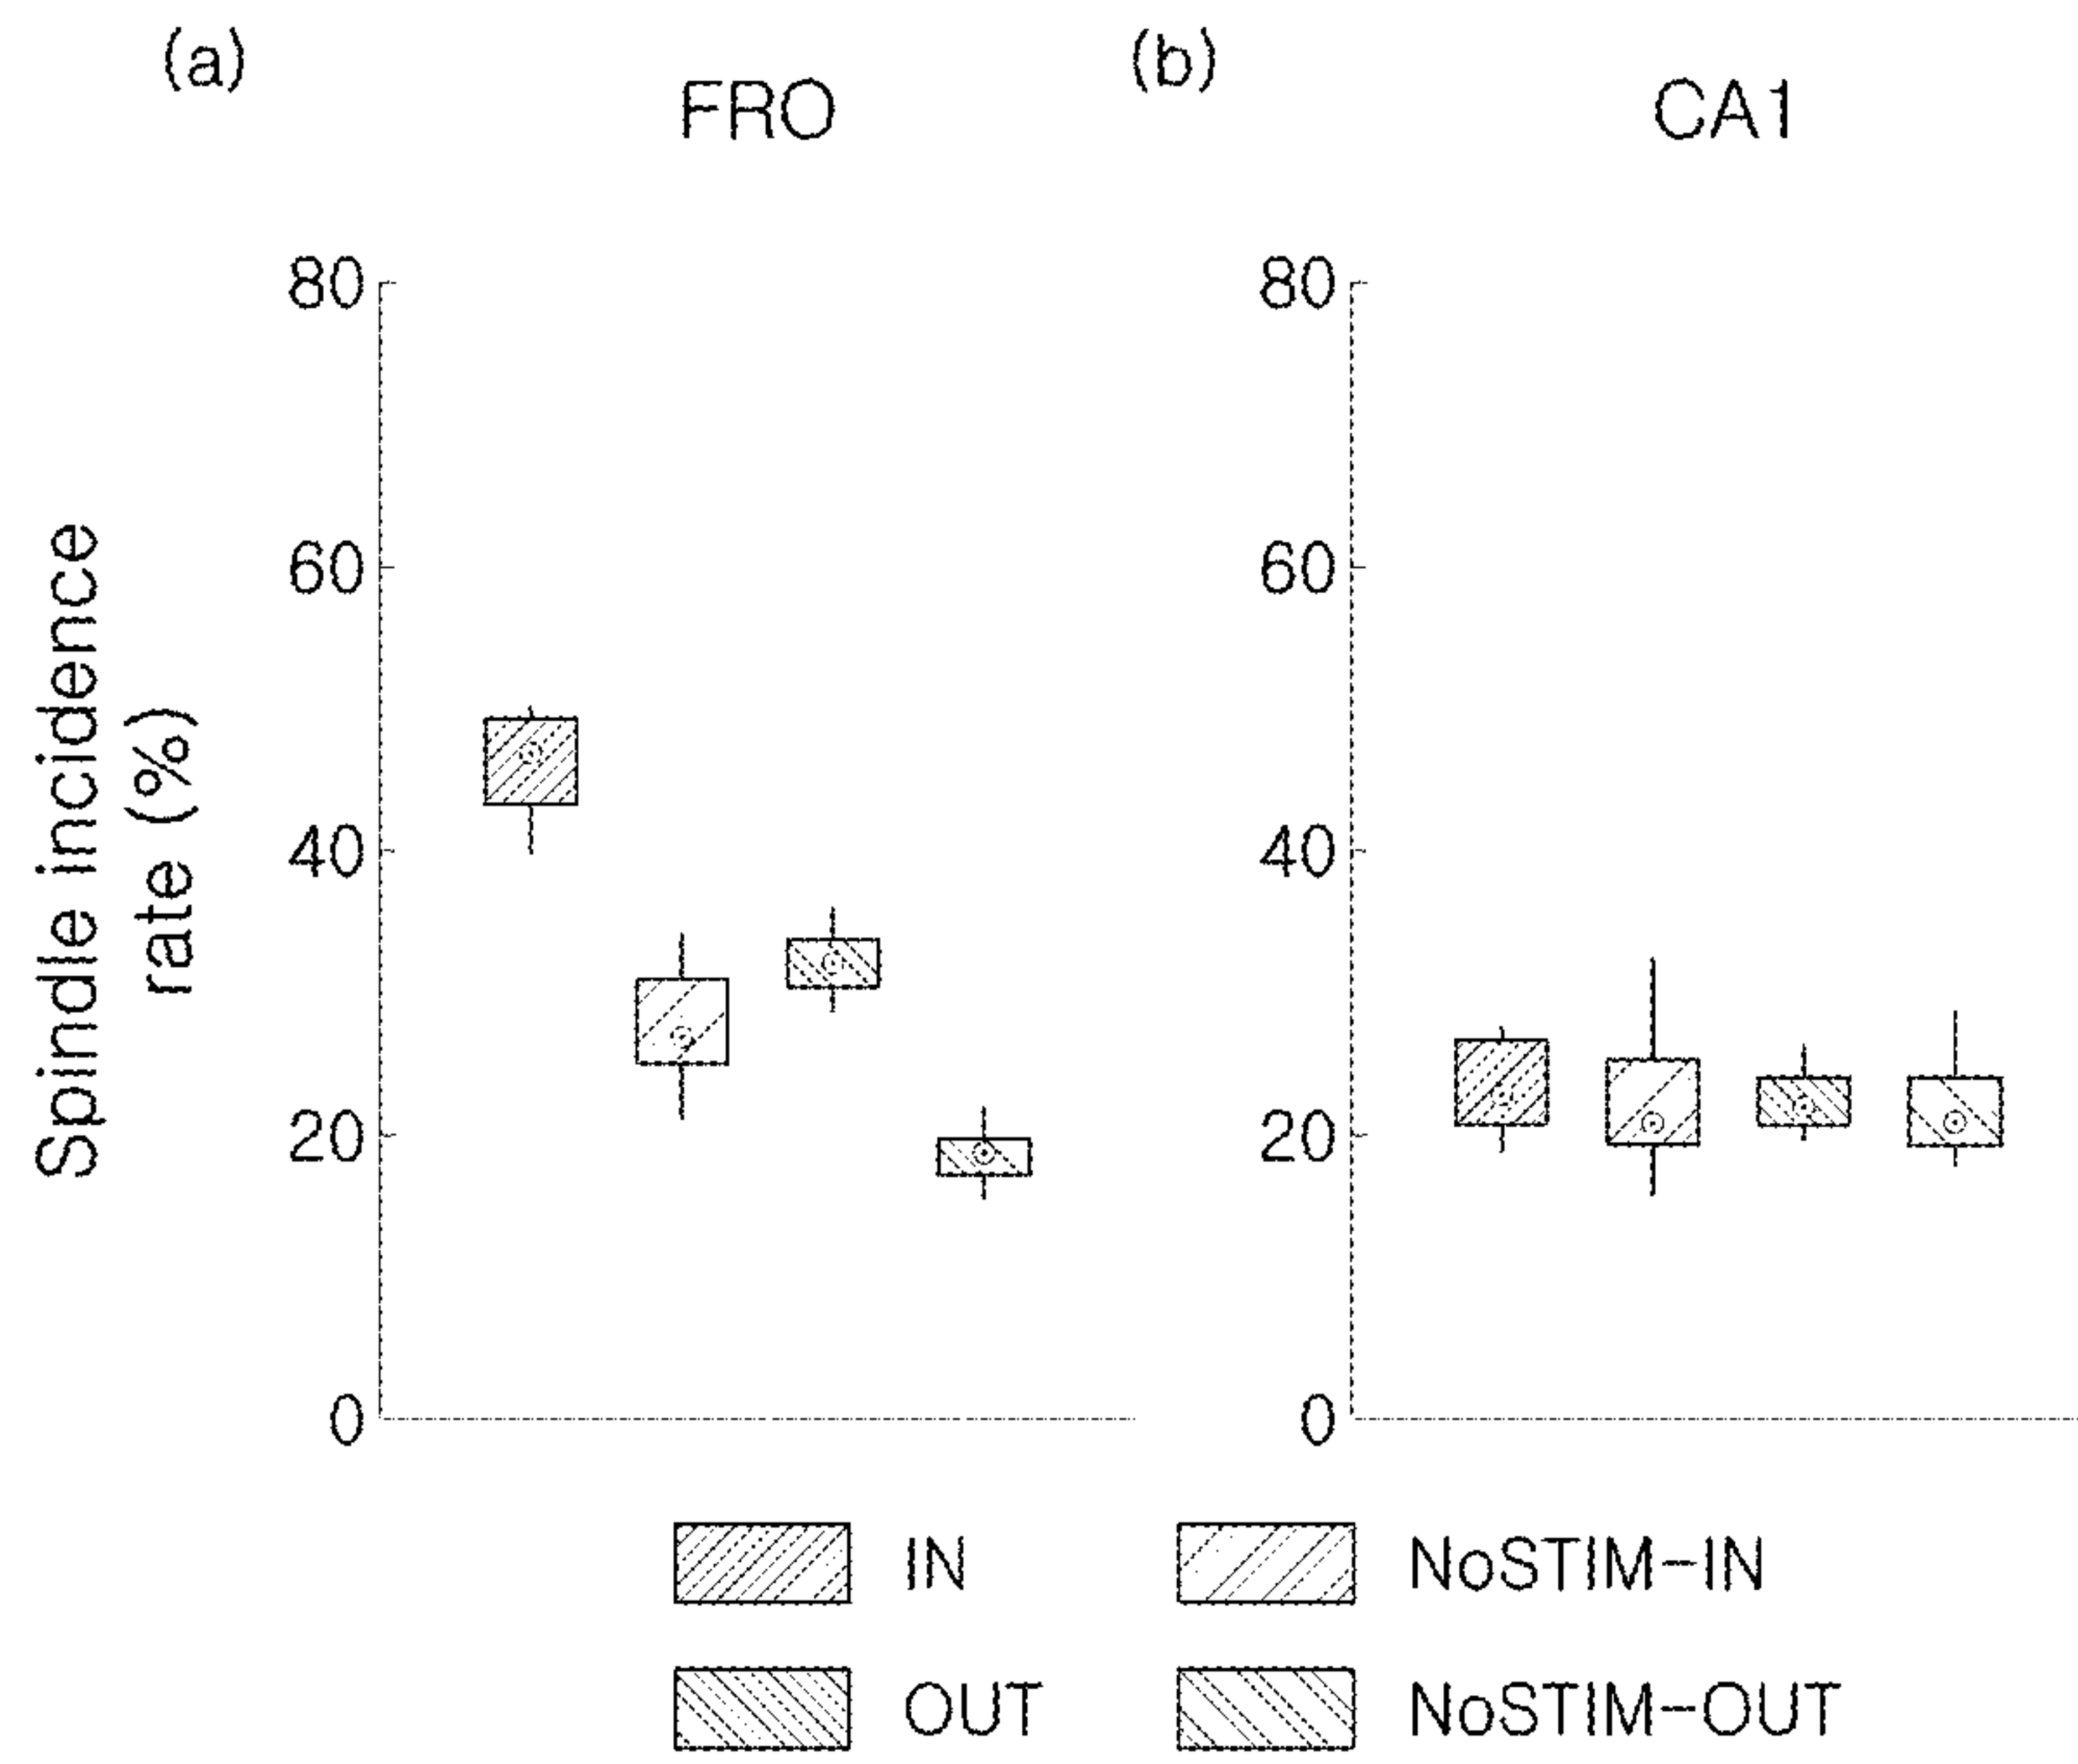 (a)
FRO
80
60
40
20
0
Spindle incidence
rate (%)
(b)
CA1
80
60
40
20
0
IN
NoSTIM-IN
OUT
NoSTIM-OUT